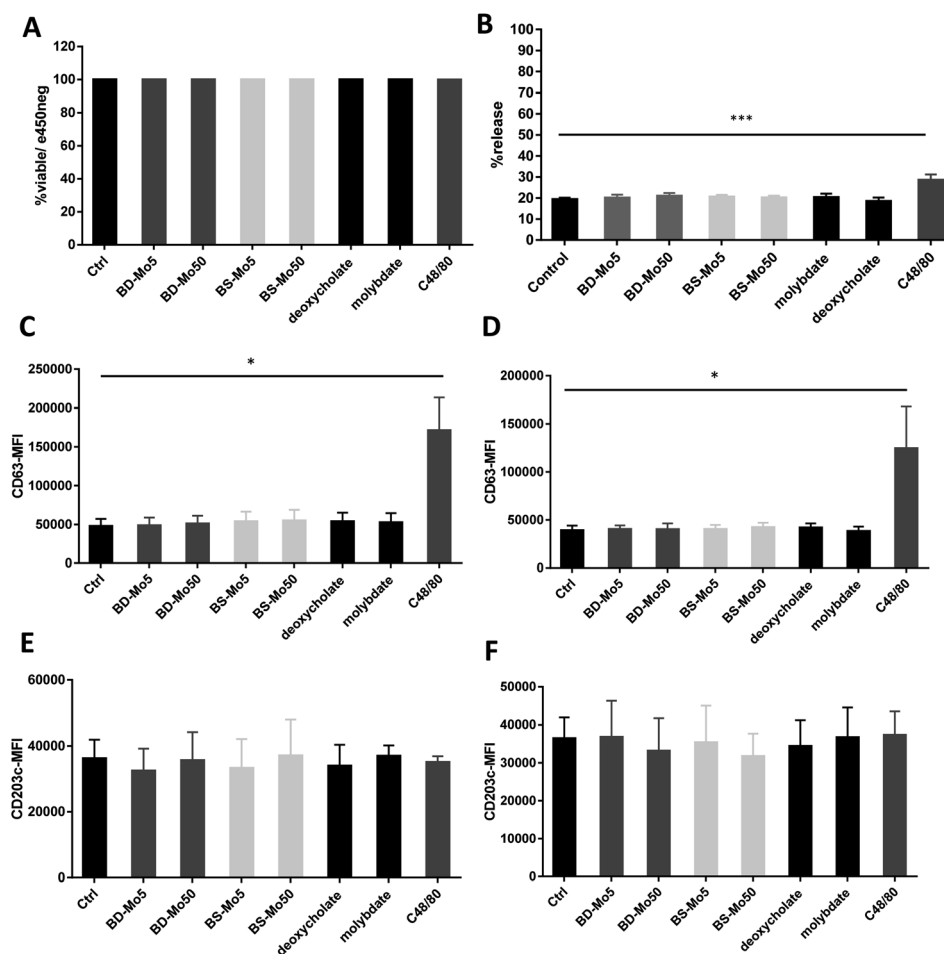 A
%viable/ e450neg
120
100
80
60
40
20
0
Ctrl
BD-Mo5
BD-Mo50
BS-Mo5
BS-Mo50
deoxycholate
molybdate
C48/80
B
%release
100
90
80
70
60
50
40
30
20
10
0
***
Control
BD-Mo5
BD-Mo50
BS-Mo5
BS-Mo50
molybdate
deoxycholate
C48/80
C
CD63-MFI
250000
200000
150000
100000
50000
0
*
Ctrl
BD-Mo5
BD-Mo50
BS-Mo5
BS-Mo50
deoxycholate
molybdate
C48/80
D
CD63-MFI
200000
150000
100000
50000
0
*
Ctrl
BD-Mo5
BD-Mo50
BS-Mo5
BS-Mo50
deoxycholate
molybdate
C48/80
E
CD203c-MFI
60000
40000
20000
0
Ctrl
BD-Mo5
BD-Mo50
BS-Mo5
BS-Mo50
deoxycholate
molybdate
C48/80
F
CD203c-MFI
50000
40000
30000
20000
10000
0
Ctrl
BD-Mo5
BD-Mo50
BS-Mo5
BS-Mo50
deoxycholate
molybdate
C48/80